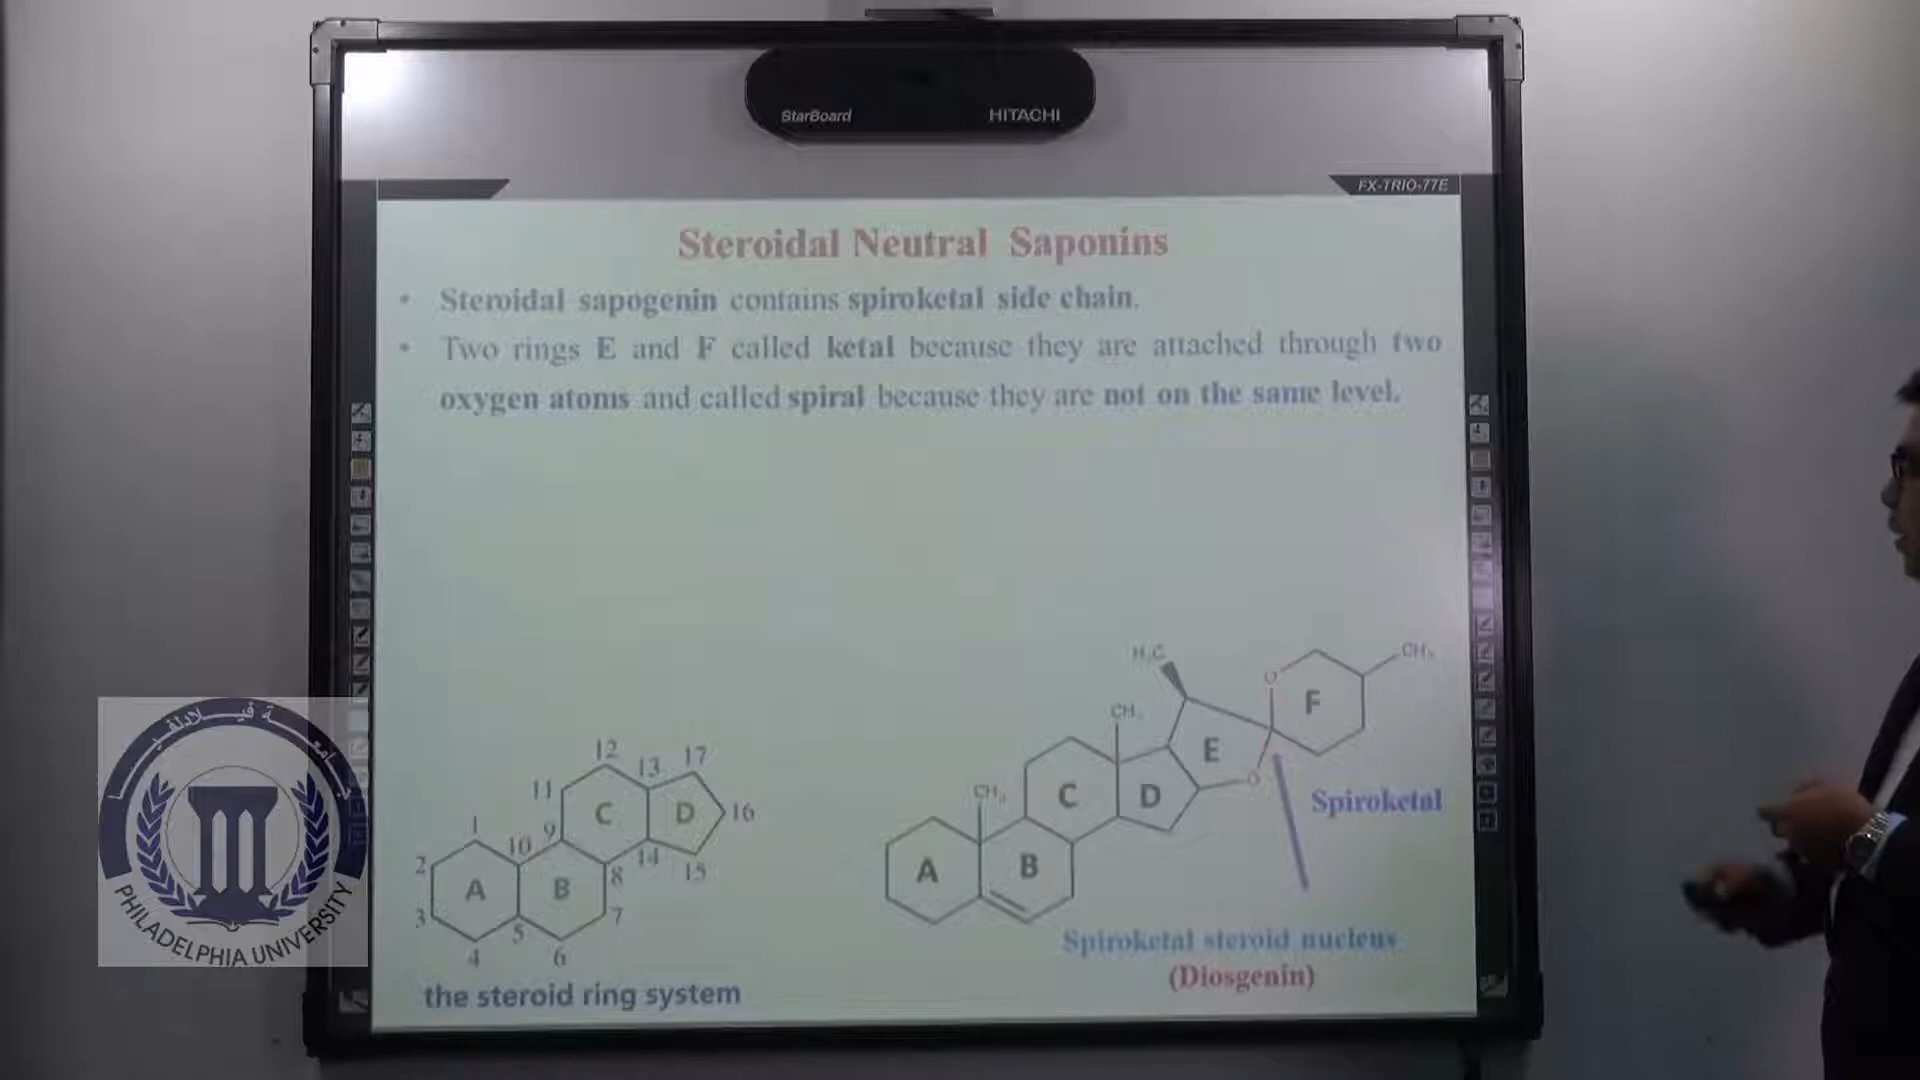 StarBoard
HITACHI
FX-TRIO-77E
Steroidal Neutral Saponins
• Steroidal sapogenin contains spiroketal side chain.
• Two rings E and F called ketal because they are attached through two
oxygen atoms and called spiral because they are not on the same level.
H₃C
CH₃
O
F
CH₃
E
O
CH₃
C
D
A
B
Spiroketal
Spiroketal steroid nucleus
(Diosgenin)
12
13
17
11
C
D
16
1
9
10
14
15
2
8
A
B
3
7
5
4
6
the steroid ring system
جامعة فيلادلفيا
PHILADELPHIA UNIVERSITY